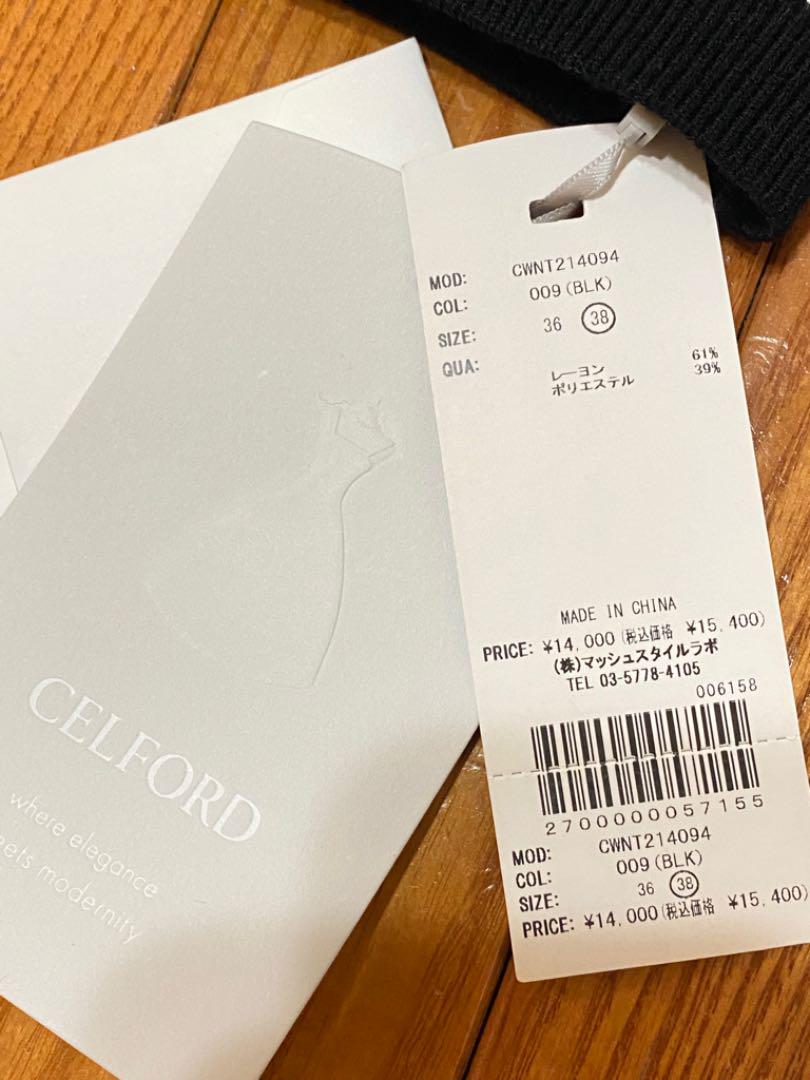 CELFORD
where elegance
eets modernity
MOD: CWNT214094
COL: 009(BLK)
SIZE: 36 38
QUA: レーヨン 61%
ポリエステル 39%
MADE IN CHINA
PRICE: ¥14,000(税込価格 ¥15,400)
(株)マッシュスタイルラボ
TEL 03-5778-4105
006158
2700000057155
MOD: CWNT214094
COL: 009(BLK)
SIZE: 36 38
PRICE: ¥14,000(税込価格 ¥15,400)